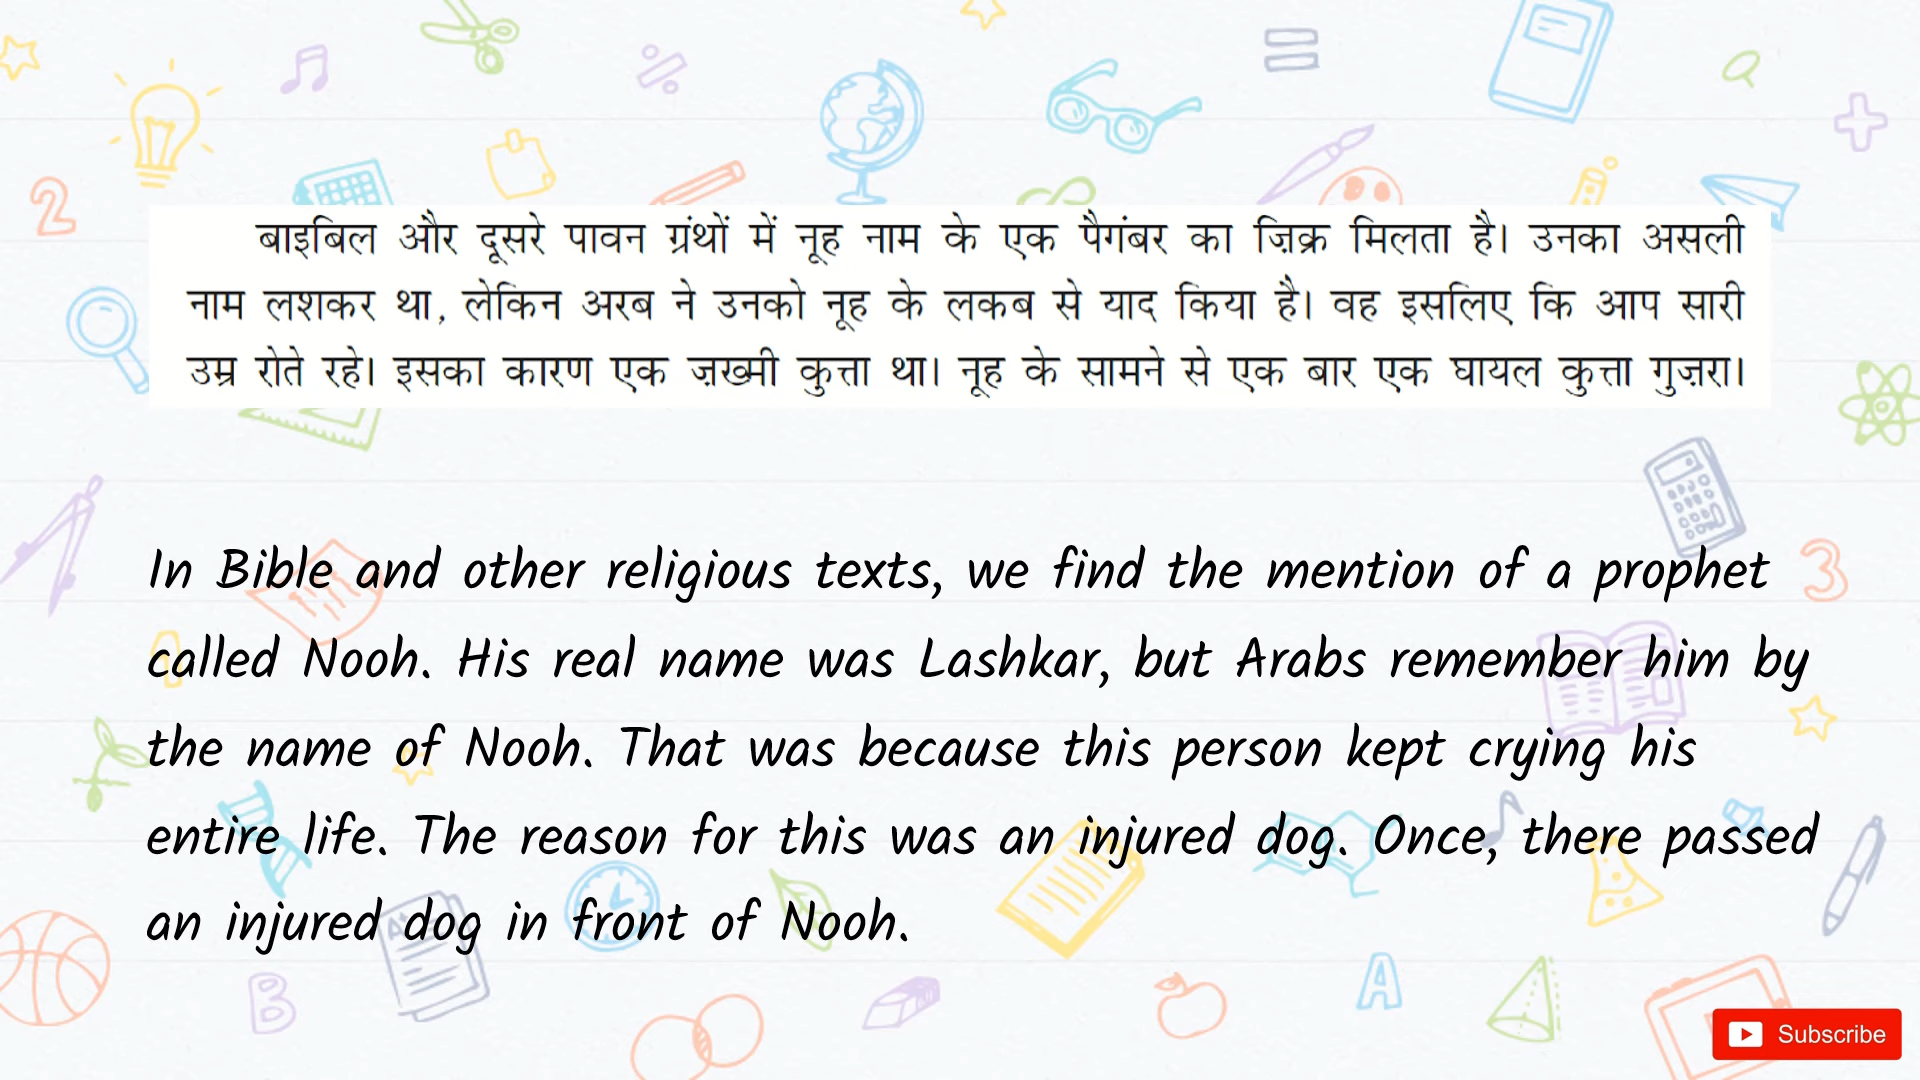 बाइबिल और दूसरे पावन ग्रंथों में नूह नाम के एक पैगंबर का ज़िक्र मिलता है। उनका असली
नाम लशकर था, लेकिन अरब ने उनको नूह के लकब से याद किया है। वह इसलिए कि आप सारी
उम्र रोते रहे। इसका कारण एक ज़ख्मी कुत्ता था। नूह के सामने से एक बार एक घायल कुत्ता गुज़रा।
In Bible and other religious texts, we find the mention of a prophet
called Nooh. His real name was Lashkar, but Arabs remember him by
the name of Nooh. That was because this person kept crying his
entire life. The reason for this was an injured dog. Once, there passed
an injured dog in front of Nooh.
Subscribe